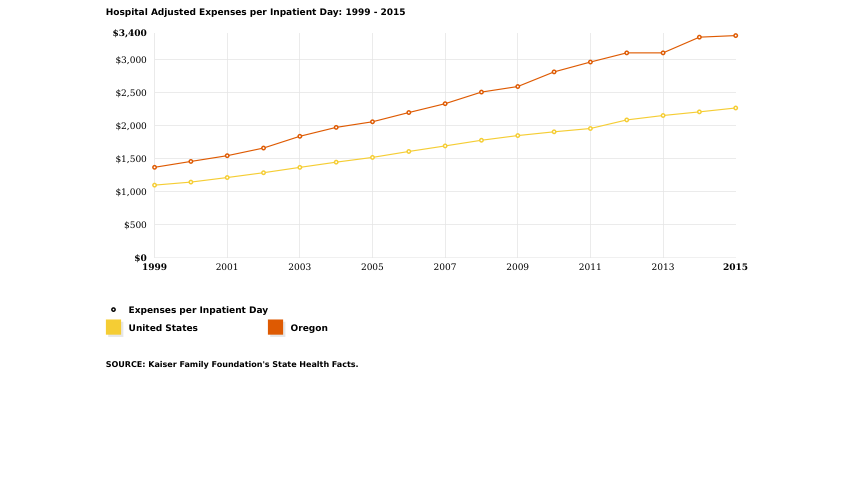 Hospital Adjusted Expenses per Inpatient Day: 1999 - 2015
$3,400
$3,000
$2,500
$2,000
$1,500
$1,000
$500
$0
1999 2001 2003 2005 2007 2009 2011 2013 2015
Expenses per Inpatient Day
United States Oregon
SOURCE: Kaiser Family Foundation's State Health Facts.